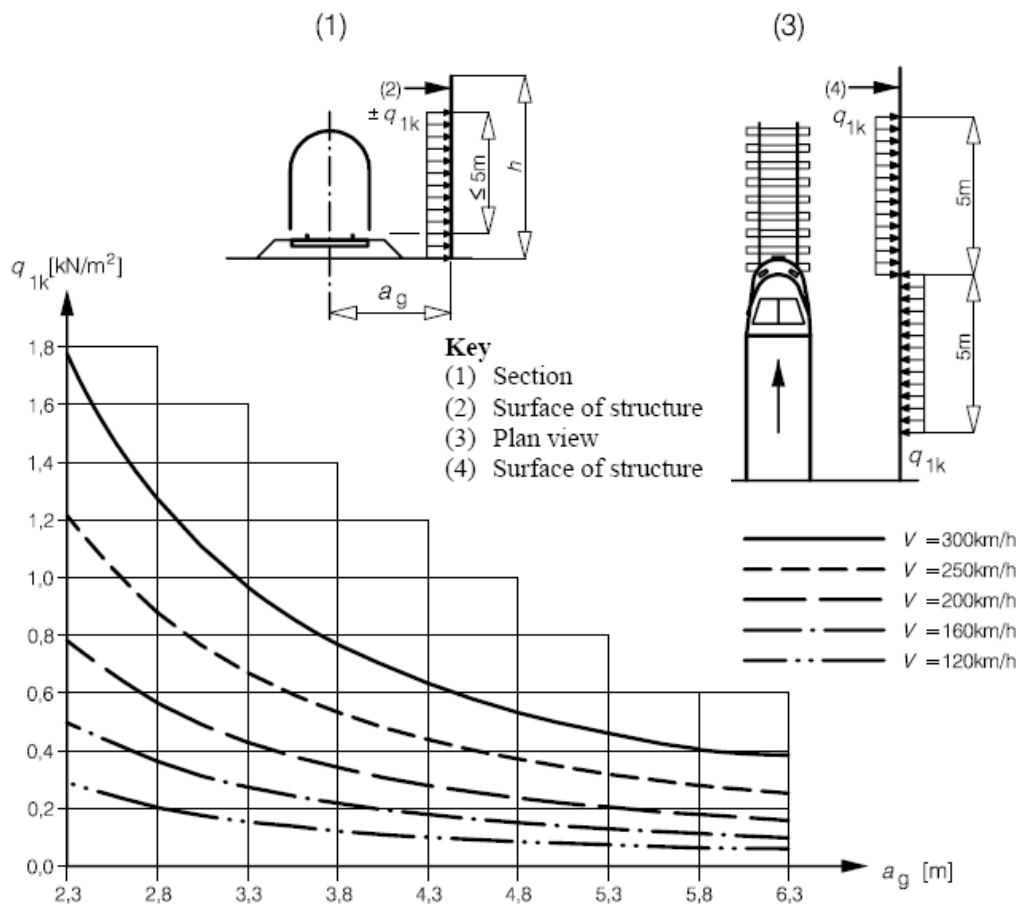 (1)
(3)
(2)
± q1k
≤ 5m
h
ag
(4)
q1k
5m
5m
q1k
Key
(1) Section
(2) Surface of structure
(3) Plan view
(4) Surface of structure
q1k [kN/m²]
1,8
1,6
1,4
1,2
1,0
0,8
0,6
0,4
0,2
0,0
2,3 2,8 3,3 3,8 4,3 4,8 5,3 5,8 6,3
ag [m]
V =300km/h
V =250km/h
V =200km/h
V =160km/h
V =120km/h